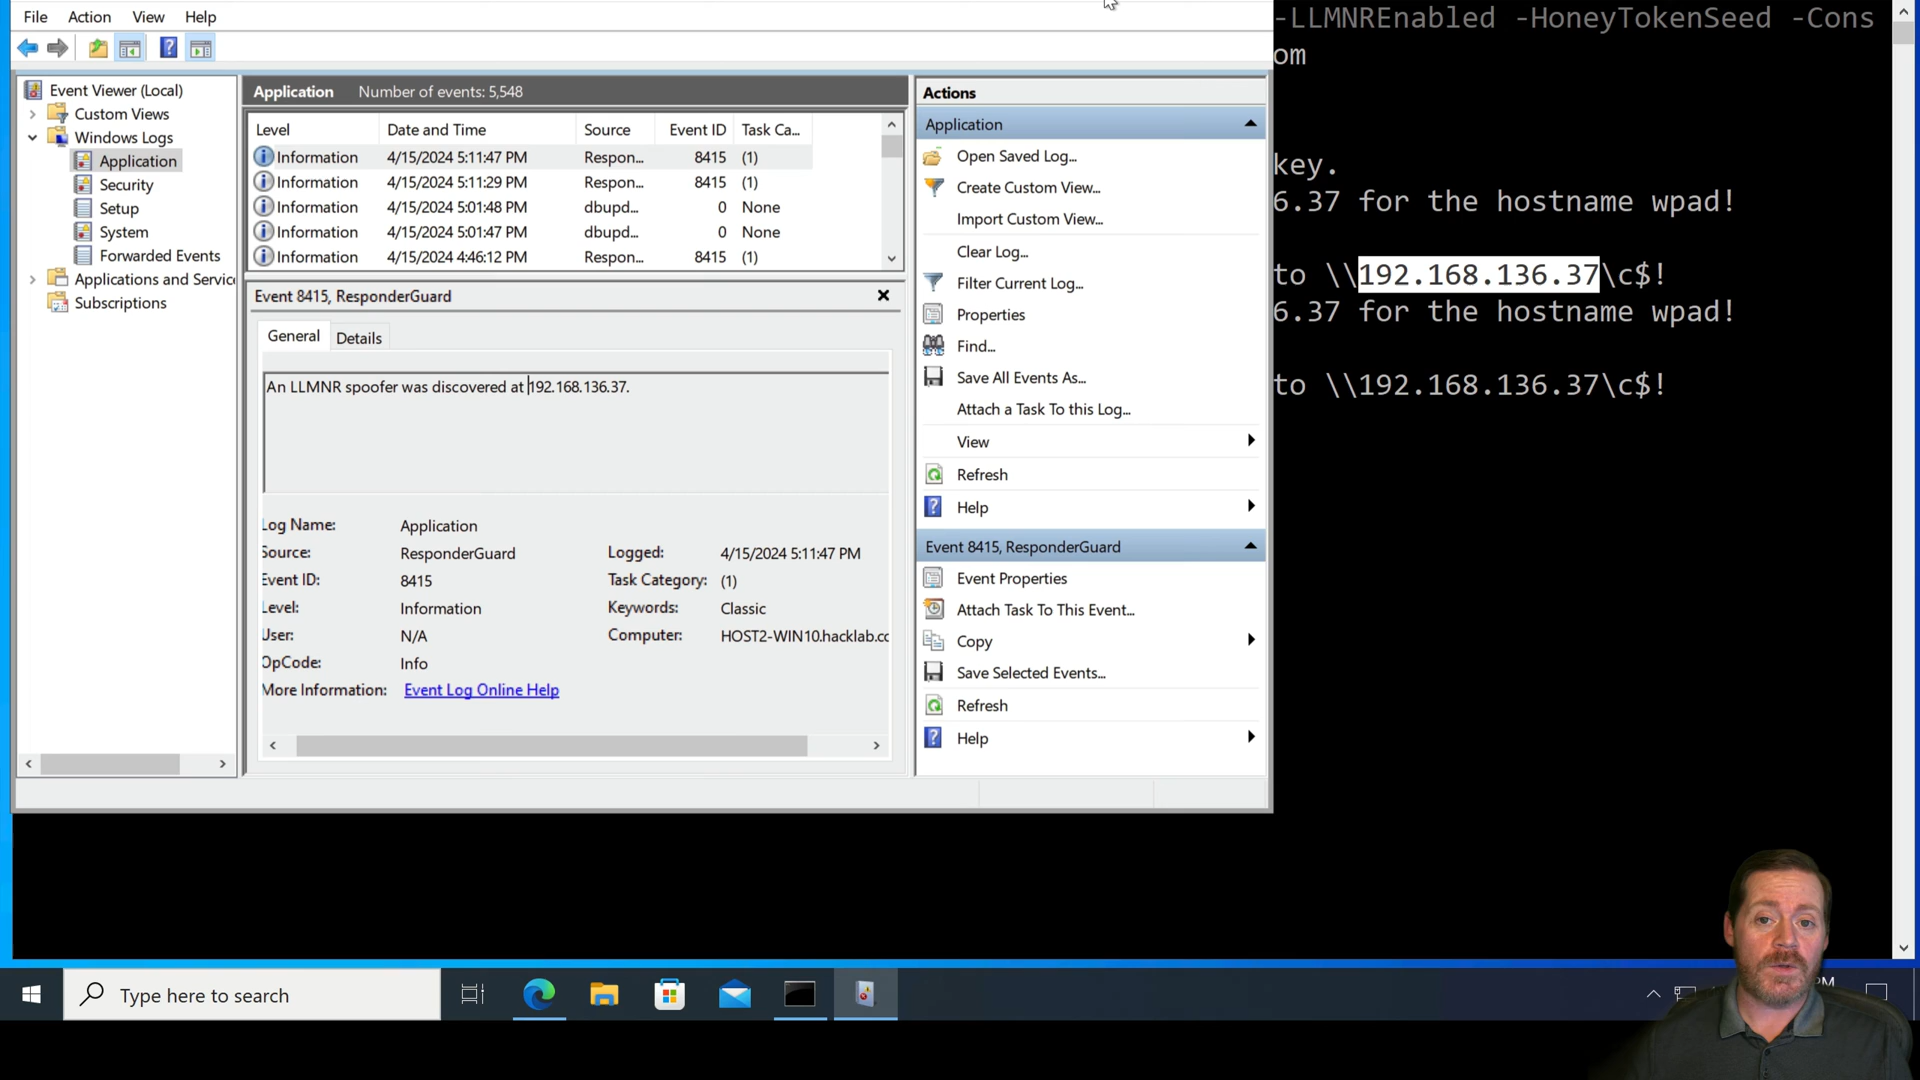 File Action View Help
Event Viewer (Local)
Custom Views
Windows Logs
Application
Security
Setup
System
Forwarded Events
Applications and Servic
Subscriptions
Application Number of events: 5,548
Level Date and Time Source Event ID Task Ca...
Information 4/15/2024 5:11:47 PM Respon... 8415 (1)
Information 4/15/2024 5:11:29 PM Respon... 8415 (1)
Information 4/15/2024 5:01:48 PM dbupd... 0 None
Information 4/15/2024 5:01:47 PM dbupd... 0 None
Information 4/15/2024 4:46:12 PM Respon... 8415 (1)
Event 8415, ResponderGuard
General Details
An LLMNR spoofer was discovered at 192.168.136.37.
Log Name: Application
Source: ResponderGuard Logged: 4/15/2024 5:11:47 PM
Event ID: 8415 Task Category: (1)
Level: Information Keywords: Classic
User: N/A Computer: HOST2-WIN10.hacklab.cc
OpCode: Info
More Information: Event Log Online Help
Actions
Application
Open Saved Log...
Create Custom View...
Import Custom View...
Clear Log...
Filter Current Log...
Properties
Find...
Save All Events As...
Attach a Task To this Log...
View
Refresh
Help
Event 8415, ResponderGuard
Event Properties
Attach Task To This Event...
Copy
Save Selected Events...
Refresh
Help
-LLMNREnabled -HoneyTokenSeed -Cons
om
key.
6.37 for the hostname wpad!
to \\192.168.136.37\c$!
6.37 for the hostname wpad!
to \\192.168.136.37\c$!
Type here to search